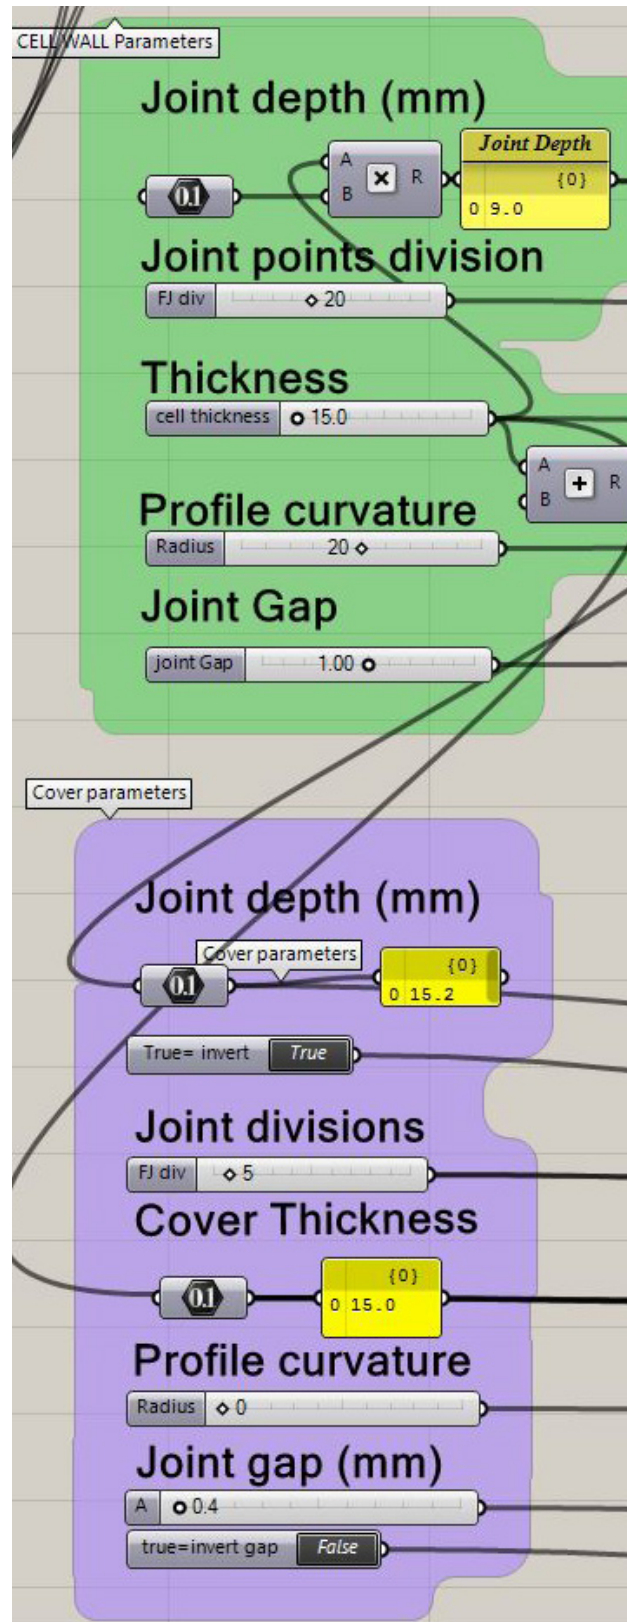 CELL WALL Parameters
Joint depth (mm)
Joint Depth
A
B
R
{0}
0.1
0 9.0
Joint points division
FJ div 20
Thickness
cell thickness 15.0
A
B
R
Profile curvature
Radius 20
Joint Gap
joint Gap 1.00
Cover parameters
Joint depth (mm)
Cover parameters
{0}
0.1
0 15.2
True= invert True
Joint divisions
FJ div 5
Cover Thickness
{0}
0.1
0 15.0
Profile curvature
Radius 0
Joint gap (mm)
A 0.4
true=invert gap False